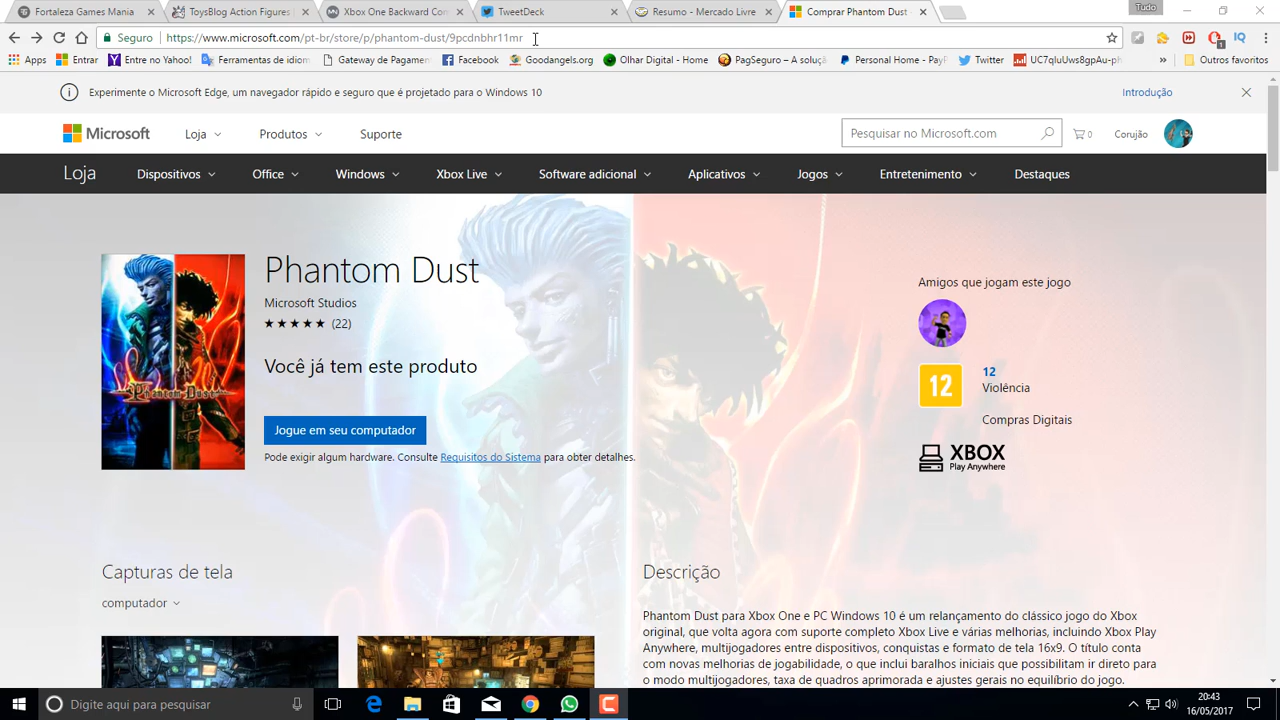 Fortaleza Games Mania
ToysBlog Action Figures
Xbox One Backward Com
TweetDeck
Resumo - Mercado Livre
Comprar Phantom Dust -
Tudo
Seguro
https://www.microsoft.com/pt-br/store/p/phantom-dust/9pcdnbhr11mr
Apps
Entrar
Entre no Yahoo!
Ferramentas de idiom
Gateway de Pagamen
Facebook
Goodangels.org
Olhar Digital - Home
PagSeguro – A soluç
Personal Home - PayP
Twitter
Outros favoritos
Experimente o Microsoft Edge, um navegador rápido e seguro que é projetado para o Windows 10
Introdução
Microsoft
Loja
Produtos
Suporte
Pesquisar no Microsoft.com
0
Corujão
Loja
Dispositivos
Office
Windows
Xbox Live
Software adicional
Aplicativos
Jogos
Entretenimento
Destaques
Phantom Dust
Phantom Dust
Microsoft Studios
★★★★★ (22)
Você já tem este produto
Jogue em seu computador
Pode exigir algum hardware. Consulte Requisitos do Sistema para obter detalhes.
Amigos que jogam este jogo
12
12
Violência
Compras Digitais
XBOX
Play Anywhere
Capturas de tela
computador
Descrição
Phantom Dust para Xbox One e PC Windows 10 é um relançamento do clássico jogo do Xbox
original, que volta agora com suporte completo Xbox Live e várias melhorias, incluindo Xbox Play
Anywhere, multijogadores entre dispositivos, conquistas e formato de tela 16x9. O título conta
com novas melhorias de jogabilidade, o que inclui baralhos iniciais que possibilitam ir direto para
o modo multijogadores, taxa de quadros aprimorada e ajustes gerais no equilíbrio do jogo.
Digite aqui para pesquisar
20:43
16/05/2017